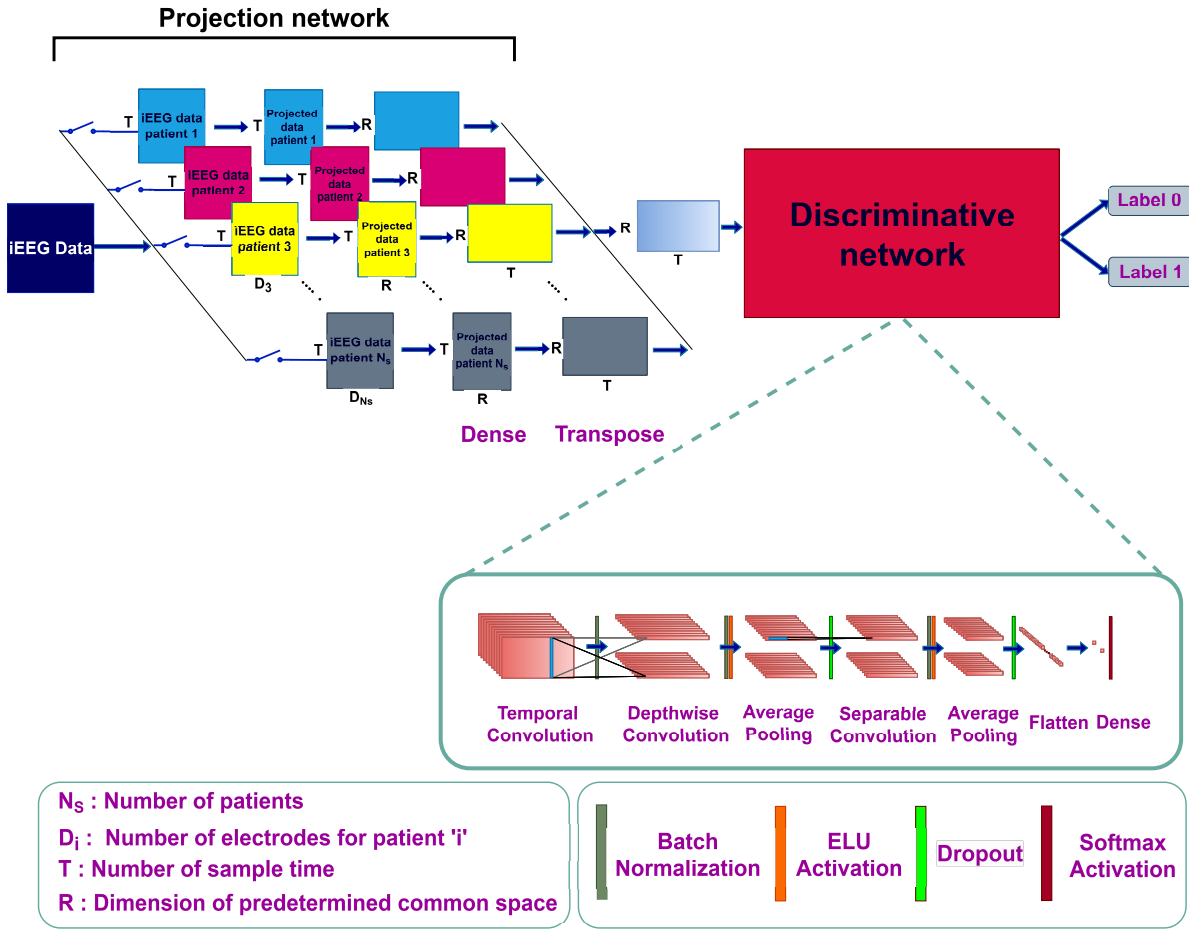 Projection network
T
iEEG data
patient 1
T
Projected
data
patient 1
R
T
iEEG data
patient 2
T
Projected
data
patient 2
R
iEEG Data
T
iEEG data
patient 3
D3
T
Projected
data
patient 3
R
R
T
R
T
Discriminative
network
Label 0
Label 1
T
iEEG data
patient Ns
DNs
T
Projected
data
patient Ns
R
R
T
Dense
Transpose
Temporal
Convolution
Depthwise
Convolution
Average
Pooling
Separable
Convolution
Average
Pooling
Flatten
Dense
NS : Number of patients
Di : Number of electrodes for patient 'i'
T : Number of sample time
R : Dimension of predetermined common space
Batch
Normalization
ELU
Activation
Dropout
Softmax
Activation